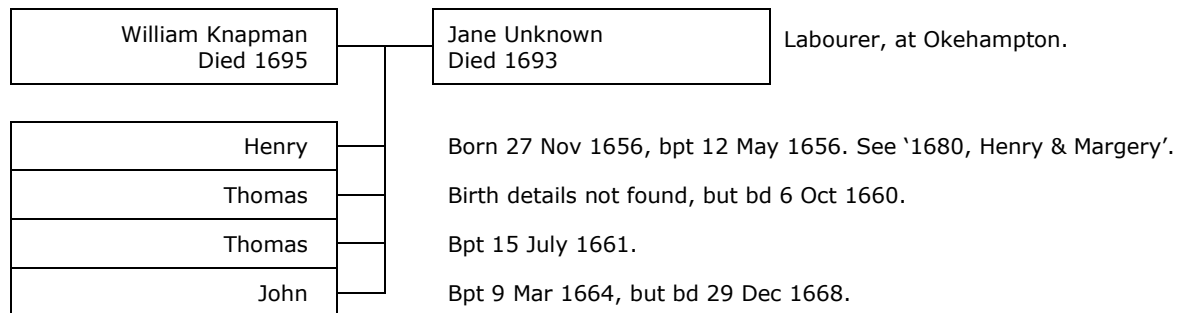 William Knapman
Died 1695
Jane Unknown
Died 1693
Labourer, at Okehampton.
Henry
Born 27 Nov 1656, bpt 12 May 1656. See ‘1680, Henry & Margery’.
Thomas
Birth details not found, but bd 6 Oct 1660.
Thomas
Bpt 15 July 1661.
John
Bpt 9 Mar 1664, but bd 29 Dec 1668.